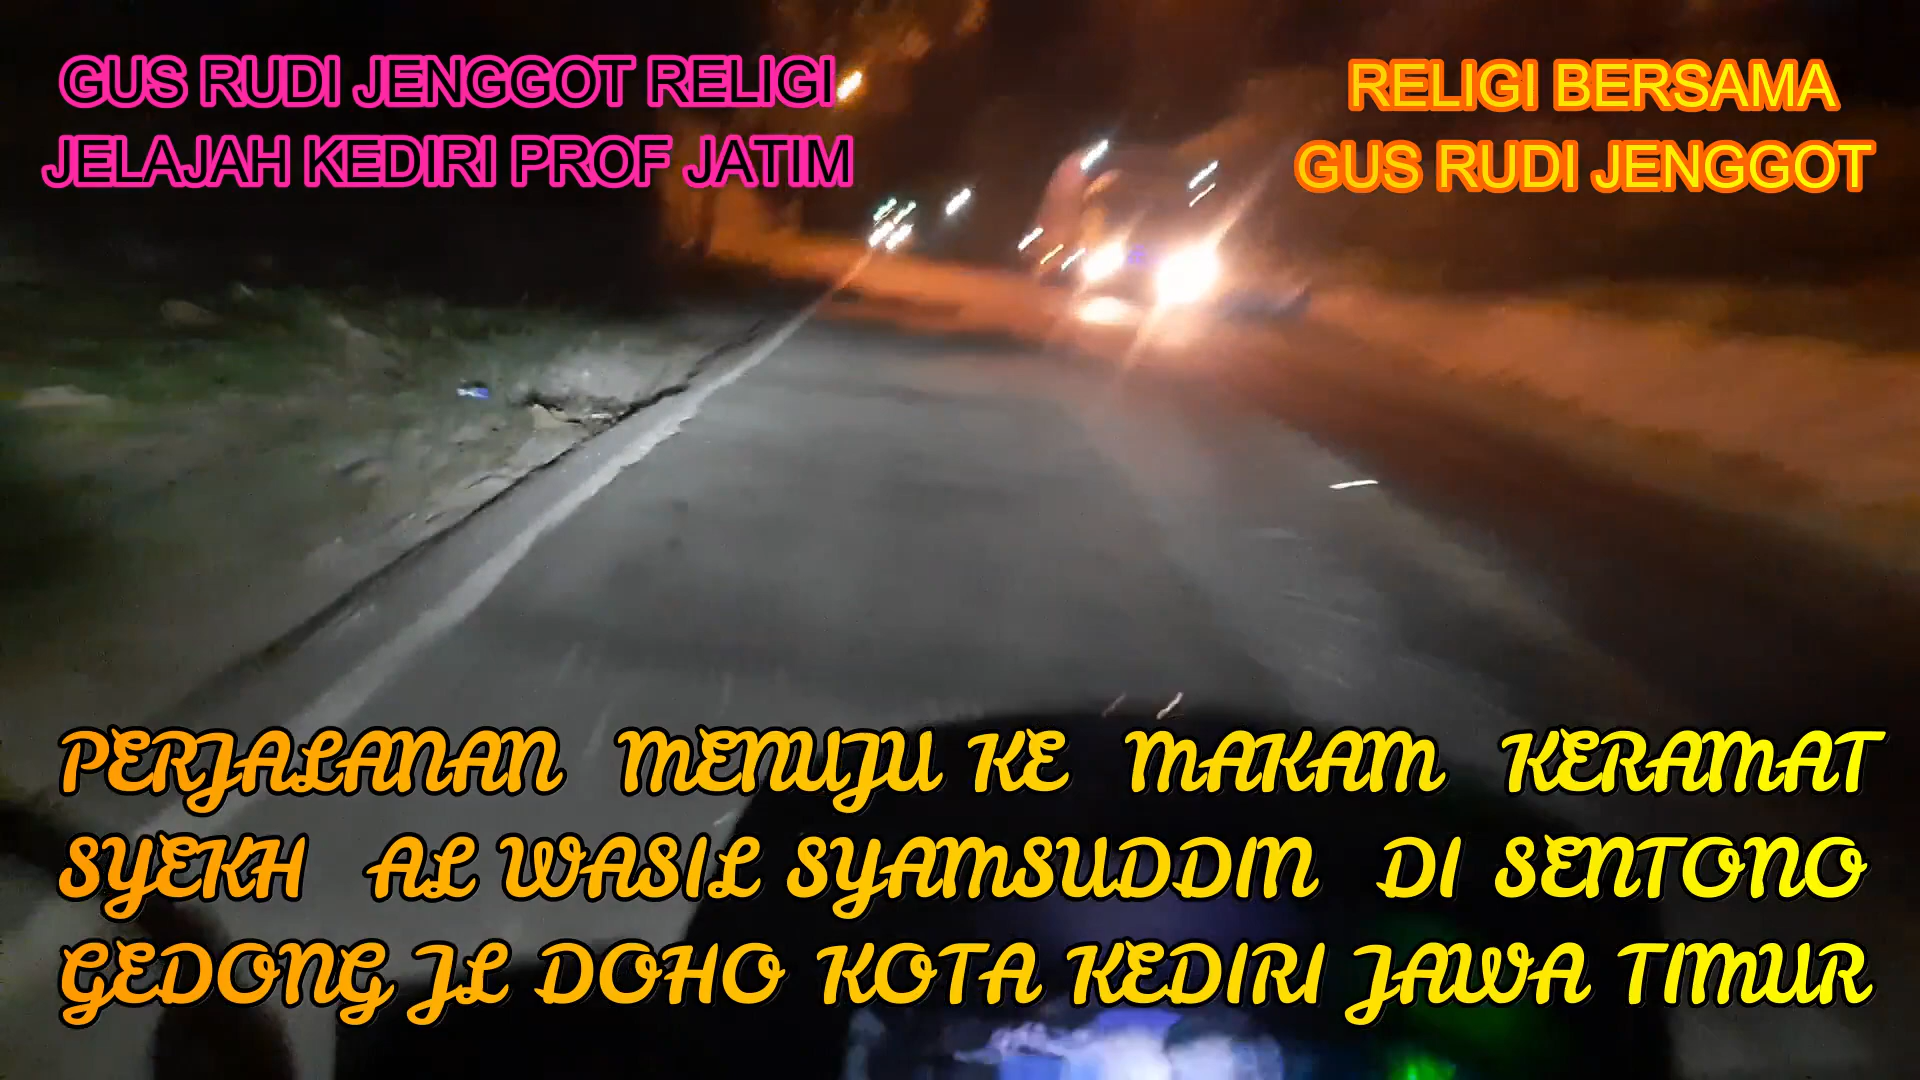 GUS RUDI JENGGOT RELIGI
JELAJAH KEDIRI PROF JATIM
RELIGI BERSAMA
GUS RUDI JENGGOT
PERJALANAN MENUJU KE MAKAM KERAMAT
SYEKH AL WASIL SYAMSUDDIN DI SENTONO
GEDONG JL DOHO KOTA KEDIRI JAWA TIMUR